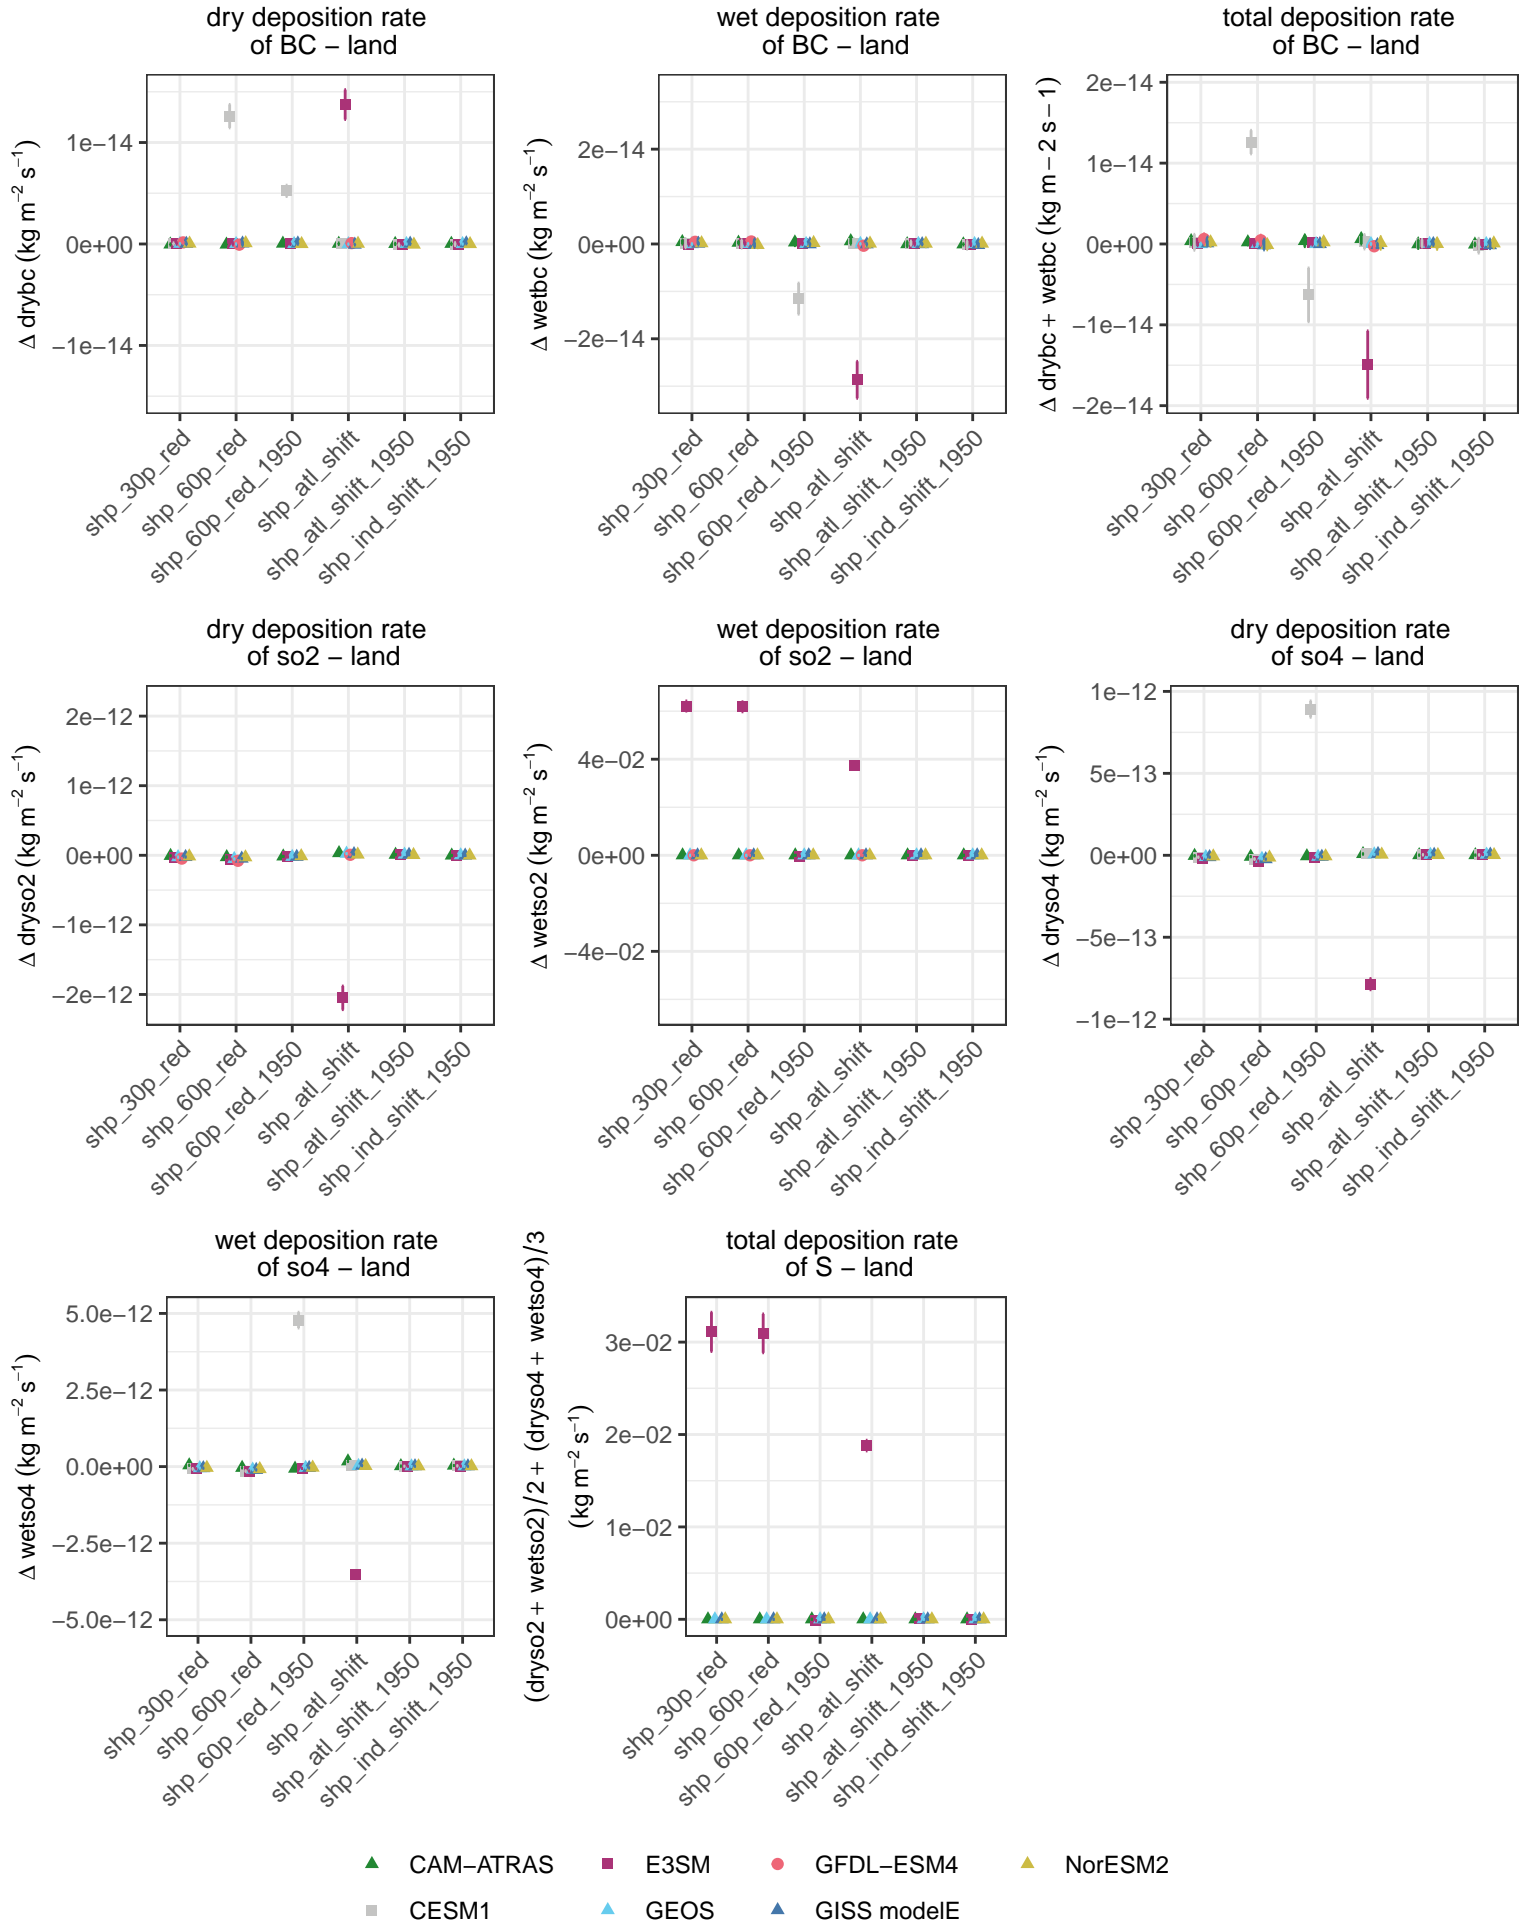 dry deposition rate
of BC − land
Δ drybc (kg m−2 s−1)
1e−14
0e+00
−1e−14
shp_30p_red
shp_60p_red
shp_60p_red_1950
shp_atl_shift
shp_atl_shift_1950
shp_ind_shift_1950
wet deposition rate
of BC − land
Δ wetbc (kg m−2 s−1)
2e−14
0e+00
−2e−14
shp_30p_red
shp_60p_red
shp_60p_red_1950
shp_atl_shift
shp_atl_shift_1950
shp_ind_shift_1950
total deposition rate
of BC − land
Δ drybc + wetbc (kg m − 2 s − 1)
2e−14
1e−14
0e+00
−1e−14
−2e−14
shp_30p_red
shp_60p_red
shp_60p_red_1950
shp_atl_shift
shp_atl_shift_1950
shp_ind_shift_1950
dry deposition rate
of so2 − land
Δ dryso2 (kg m−2 s−1)
2e−12
1e−12
0e+00
−1e−12
−2e−12
shp_30p_red
shp_60p_red
shp_60p_red_1950
shp_atl_shift
shp_atl_shift_1950
shp_ind_shift_1950
wet deposition rate
of so2 − land
Δ wetso2 (kg m−2 s−1)
4e−02
0e+00
−4e−02
shp_30p_red
shp_60p_red
shp_60p_red_1950
shp_atl_shift
shp_atl_shift_1950
shp_ind_shift_1950
dry deposition rate
of so4 − land
Δ dryso4 (kg m−2 s−1)
1e−12
5e−13
0e+00
−5e−13
−1e−12
shp_30p_red
shp_60p_red
shp_60p_red_1950
shp_atl_shift
shp_atl_shift_1950
shp_ind_shift_1950
wet deposition rate
of so4 − land
Δ wetso4 (kg m−2 s−1)
5.0e−12
2.5e−12
0.0e+00
−2.5e−12
−5.0e−12
shp_30p_red
shp_60p_red
shp_60p_red_1950
shp_atl_shift
shp_atl_shift_1950
shp_ind_shift_1950
total deposition rate
of S − land
(dryso2 + wetso2)/2 + (dryso4 + wetso4)/3
(kg m−2 s−1)
3e−02
2e−02
1e−02
0e+00
shp_30p_red
shp_60p_red
shp_60p_red_1950
shp_atl_shift
shp_atl_shift_1950
shp_ind_shift_1950
CAM−ATRAS
E3SM
GFDL−ESM4
NorESM2
CESM1
GEOS
GISS modelE